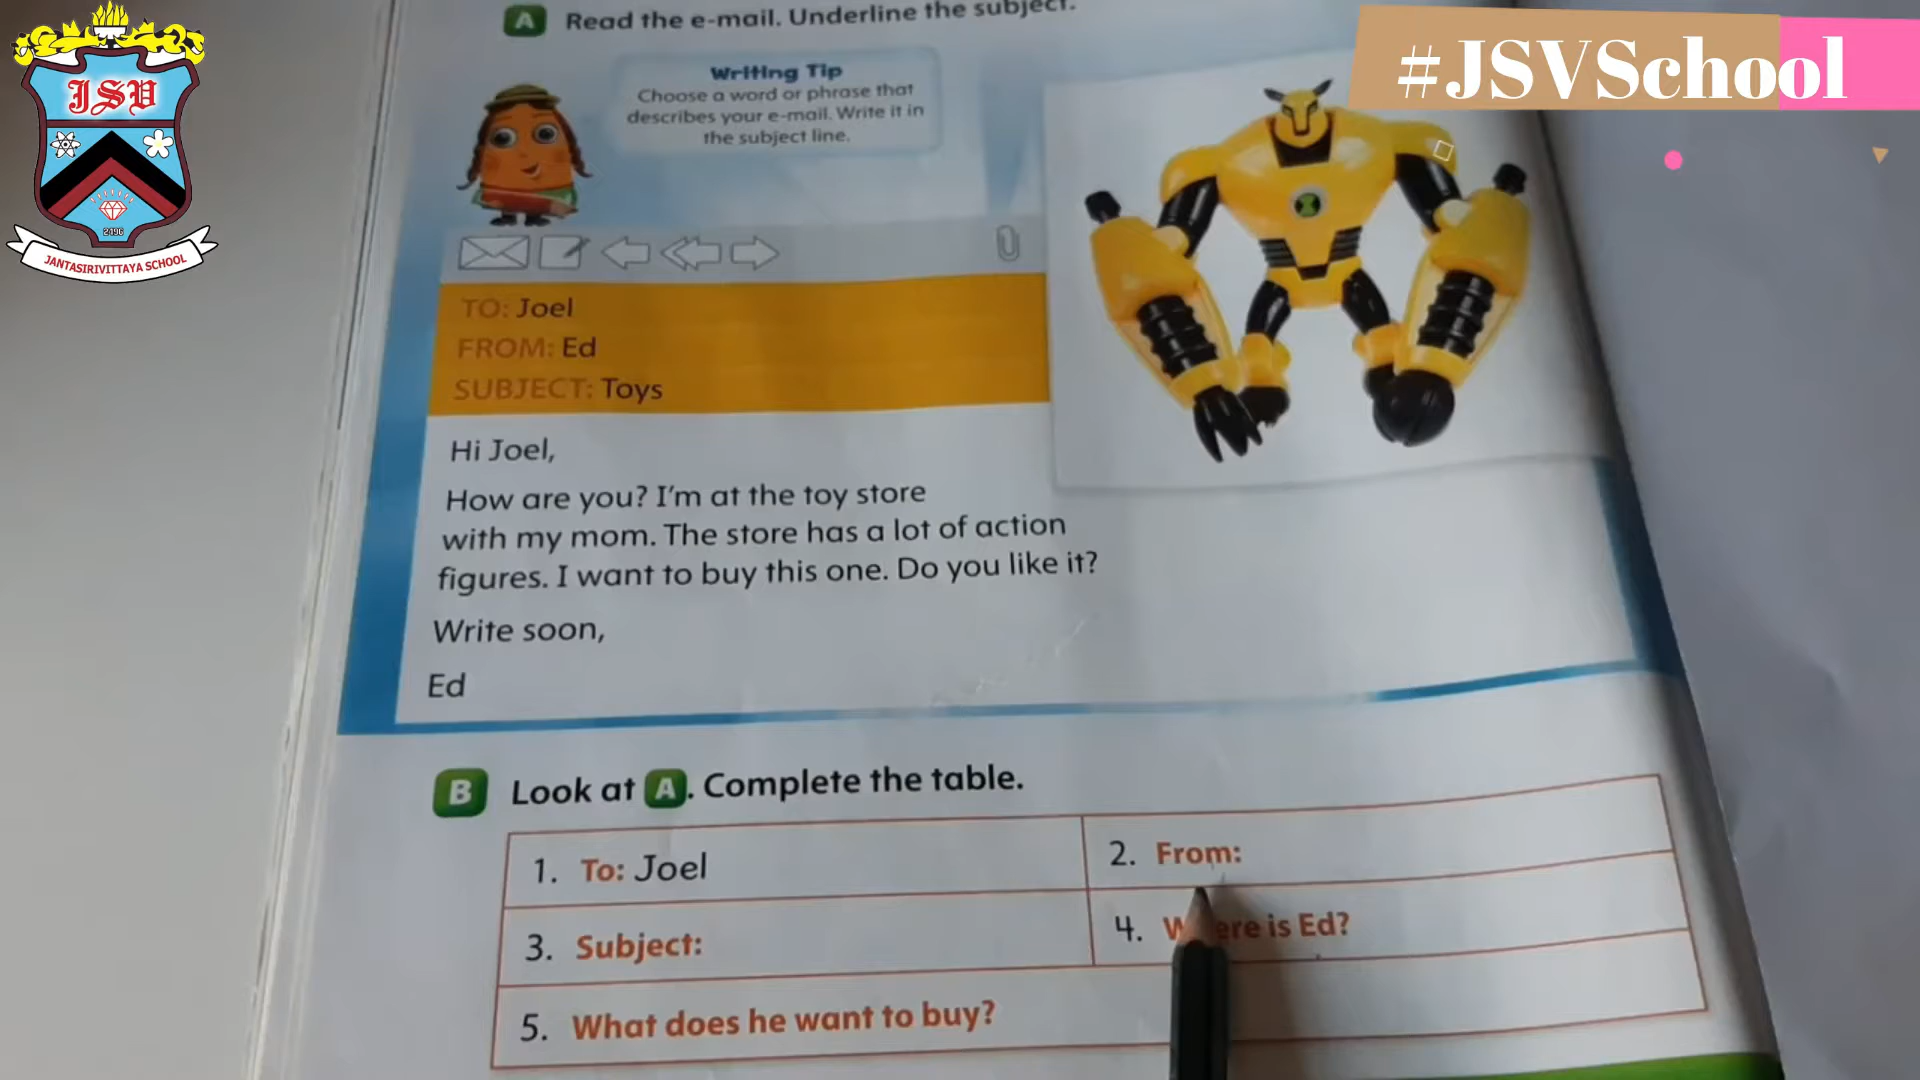 A Read the e-mail. Underline the subject.
#JSVSchool
Writing Tip
Choose a word or phrase that
describes your e-mail. Write it in
the subject line.
JSV
2496
JANTASIRIVITTAYA SCHOOL
TO: Joel
FROM: Ed
SUBJECT: Toys
Hi Joel,
How are you? I'm at the toy store
with my mom. The store has a lot of action
figures. I want to buy this one. Do you like it?
Write soon,
Ed
B Look at A. Complete the table.
1. To: Joel
2. From:
3. Subject:
4. Where is Ed?
5. What does he want to buy?